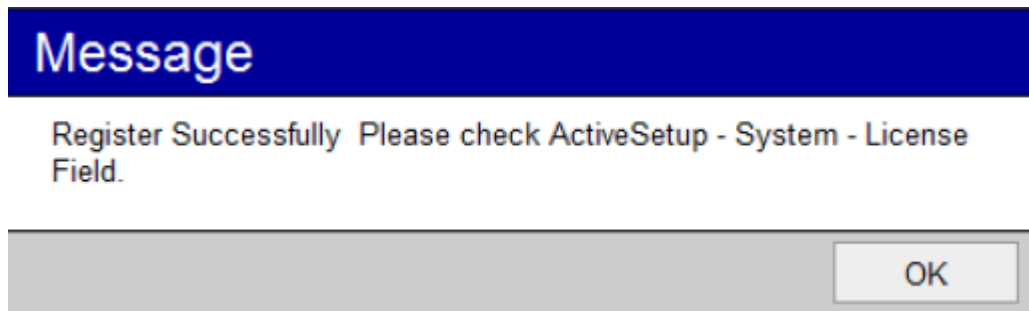 Message
Register Successfully  Please check ActiveSetup - System - License
Field.
OK